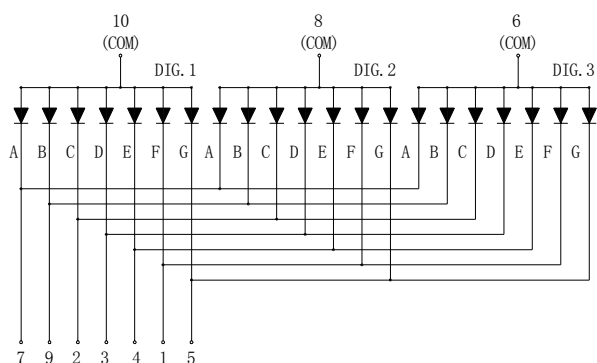 10 8 6
(COM) (COM) (COM)
DIG.1 DIG.2 DIG.3
A B C D E F G A B C D E F G A B C D E F G
7 9 2 3 4 1 5